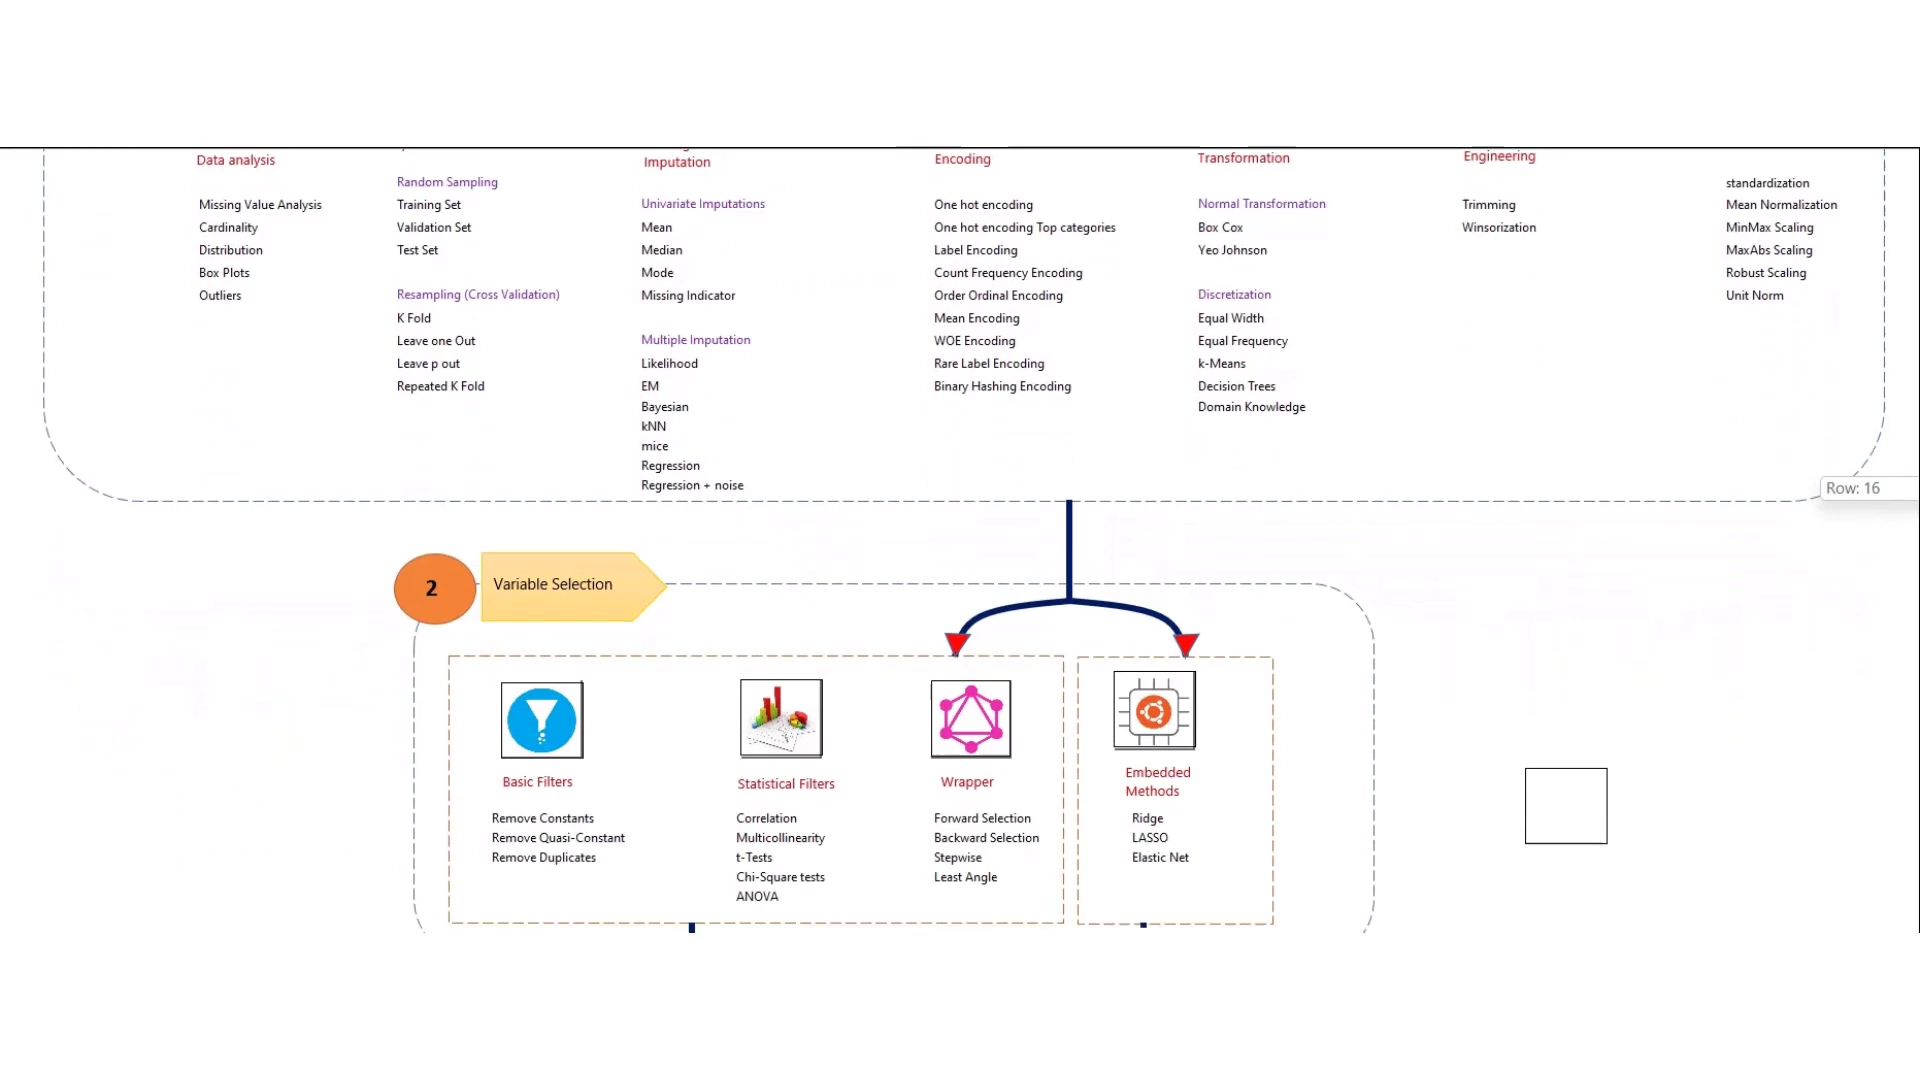 Data analysis
Missing Value Analysis
Cardinality
Distribution
Box Plots
Outliers
Random Sampling
Training Set
Validation Set
Test Set
Resampling (Cross Validation)
K Fold
Leave one Out
Leave p out
Repeated K Fold
Imputation
Univariate Imputations
Mean
Median
Mode
Missing Indicator
Multiple Imputation
Likelihood
EM
Bayesian
kNN
mice
Regression
Regression + noise
Encoding
One hot encoding
One hot encoding Top categories
Label Encoding
Count Frequency Encoding
Order Ordinal Encoding
Mean Encoding
WOE Encoding
Rare Label Encoding
Binary Hashing Encoding
Transformation
Normal Transformation
Box Cox
Yeo Johnson
Discretization
Equal Width
Equal Frequency
k-Means
Decision Trees
Domain Knowledge
Engineering
Trimming
Winsorization
standardization
Mean Normalization
MinMax Scaling
MaxAbs Scaling
Robust Scaling
Unit Norm
Row: 16
2
Variable Selection
Basic Filters
Remove Constants
Remove Quasi-Constant
Remove Duplicates
Statistical Filters
Correlation
Multicollinearity
t-Tests
Chi-Square tests
ANOVA
Wrapper
Forward Selection
Backward Selection
Stepwise
Least Angle
Embedded
Methods
Ridge
LASSO
Elastic Net